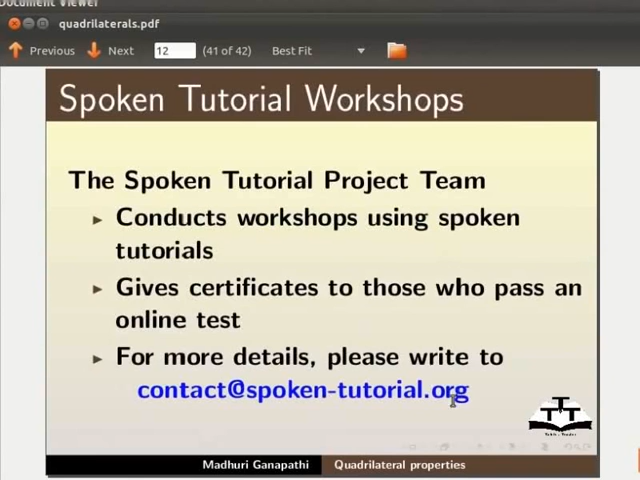 Document Viewer
quadrilaterals.pdf
Previous Next 12 (41 of 42) Best Fit
Spoken Tutorial Workshops
The Spoken Tutorial Project Team
Conducts workshops using spoken
tutorials
Gives certificates to those who pass an
online test
For more details, please write to
contact@spoken-tutorial.org
Madhuri Ganapathi Quadrilateral properties